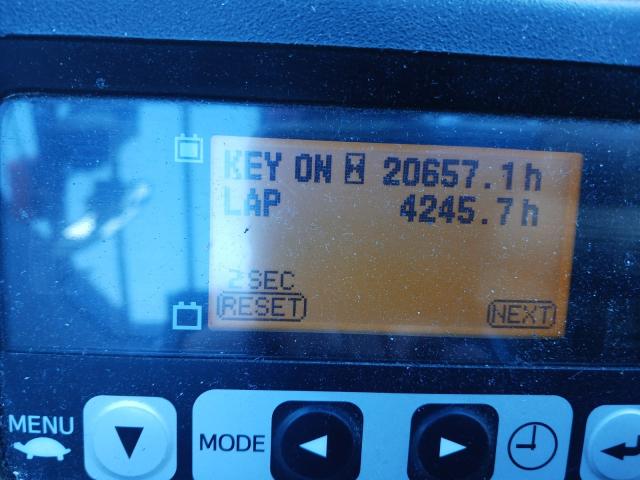 KEY ON 20657.1h
LAP 4245.7h
2SEC
RESET NEXT
MENU
MODE